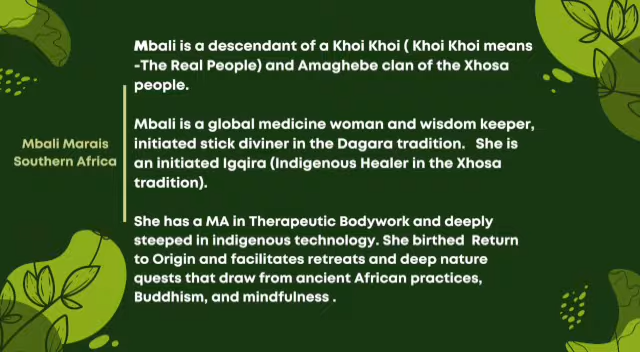 Mbali is a descendant of a Khoi Khoi ( Khoi Khoi means
-The Real People) and Amaghebe clan of the Xhosa
people.
Mbali Marais
Southern Africa
Mbali is a global medicine woman and wisdom keeper,
initiated stick diviner in the Dagara tradition. She is
an initiated Igqira (Indigenous Healer in the Xhosa
tradition).
She has a MA in Therapeutic Bodywork and deeply
steeped in indigenous technology. She birthed Return
to Origin and facilitates retreats and deep nature
quests that draw from ancient African practices,
Buddhism, and mindfulness .